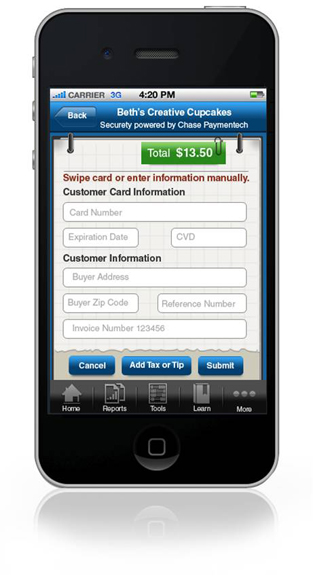 CARRIER 3G 4:20 PM
Back
Beth's Creative Cupcakes
Securety powered by Chase Paymentech
Total $13.50
Swipe card or enter information manually.
Customer Card Information
Card Number
Expiration Date CVD
Customer Information
Buyer Address
Buyer Zip Code Reference Number
Invoice Number 123456
Cancel Add Tax or Tip Submit
Home Reports Tools Learn More